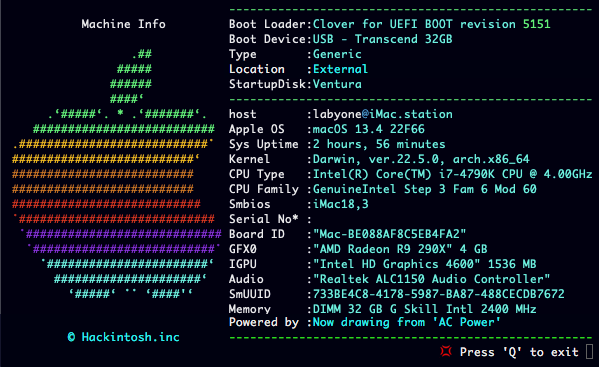 Machine Info
Boot Loader:Clover for UEFI BOOT revision 5151
Boot Device:USB - Transcend 32GB
Type :Generic
Location :External
StartupDisk:Ventura
host :labyone@iMac.station
Apple OS :macOS 13.4 22F66
Sys Uptime :2 hours, 56 minutes
Kernel :Darwin, ver.22.5.0, arch.x86_64
CPU Type :Intel(R) Core(TM) i7-4790K CPU @ 4.00GHz
CPU Family :GenuineIntel Step 3 Fam 6 Mod 60
Smbios :iMac18,3
Serial No* :
Board ID :"Mac-BE088AF8C5EB4FA2"
GFX0 :"AMD Radeon R9 290X" 4 GB
IGPU :"Intel HD Graphics 4600" 1536 MB
Audio :"Realtek ALC1150 Audio Controller"
SmUUID :733BE4C8-4178-5987-BA87-488CECDB7672
Memory :DIMM 32 GB G Skill Intl 2400 MHz
Powered by :Now drawing from 'AC Power'
© Hackintosh.inc
Press 'Q' to exit